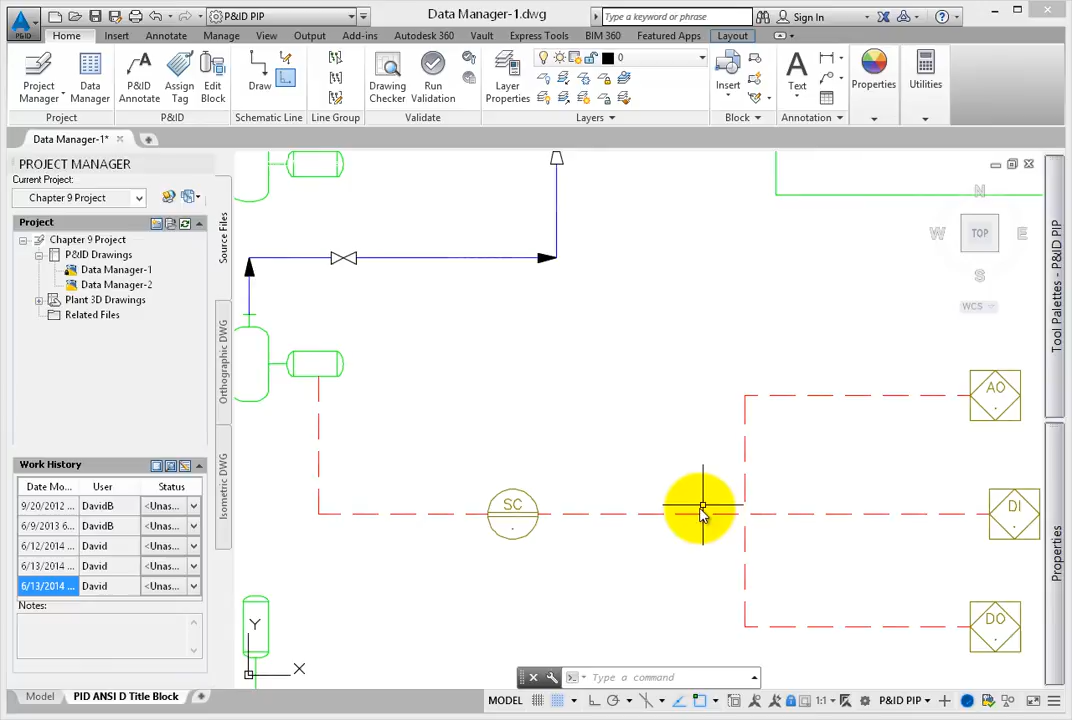 P&ID PIP
Data Manager-1.dwg
Type a keyword or phrase
Sign In
P&ID
Home Insert Annotate Manage View Output Add-ins Autodesk 360 Vault Express Tools BIM 360 Featured Apps Layout
Project Manager
Data Manager
P&ID Annotate
Assign Tag
Edit Block
Draw
Drawing Checker
Run Validation
Layer Properties
0
Insert
Text
Properties
Utilities
Project P&ID Schematic Line Line Group Validate Layers Block Annotation
Data Manager-1*
PROJECT MANAGER
Current Project:
Chapter 9 Project
Project
Chapter 9 Project
P&ID Drawings
Data Manager-1
Data Manager-2
Plant 3D Drawings
Related Files
Source Files
Orthographic DWG
Isometric DWG
Work History
Date Mo... User Status
9/20/2012 ... DavidB <Unas...
6/9/2013 6... DavidB <Unas...
6/12/2014 ... David <Unas...
6/13/2014 ... David <Unas...
6/13/2014 ... David <Unas...
Notes:
N
W TOP E
S
WCS
AO
SC
DI
DO
Y
X
Tool Palettes - P&ID PIP
Properties
Type a command
Model PID ANSI D Title Block
MODEL 1:1 P&ID PIP